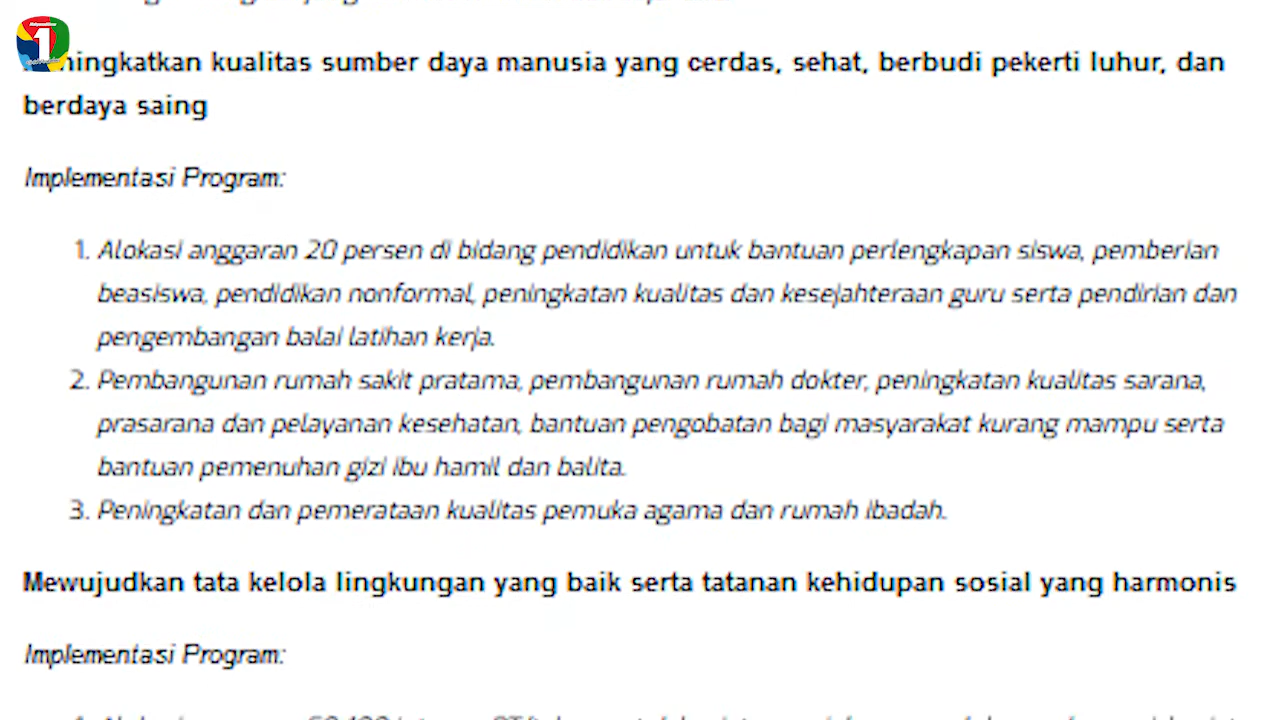 ningkatkan kualitas sumber daya manusia yang cerdas, sehat, berbudi pekerti luhur, dan
berdaya saing
Implementasi Program:
1. Alokasi anggaran 20 persen di bidang pendidikan untuk bantuan perlengkapan siswa, pemberian
beasiswa, pendidikan nonformal, peningkatan kualitas dan kesejahteraan guru serta pendirian dan
pengembangan balai latihan kerja.
2. Pembangunan rumah sakit pratama, pembangunan rumah dokter, peningkatan kualitas sarana,
prasarana dan pelayanan kesehatan, bantuan pengobatan bagi masyarakat kurang mampu serta
bantuan pemenuhan gizi ibu hamil dan balita.
3. Peningkatan dan pemerataan kualitas pemuka agama dan rumah ibadah.
Mewujudkan tata kelola lingkungan yang baik serta tatanan kehidupan sosial yang harmonis
Implementasi Program: